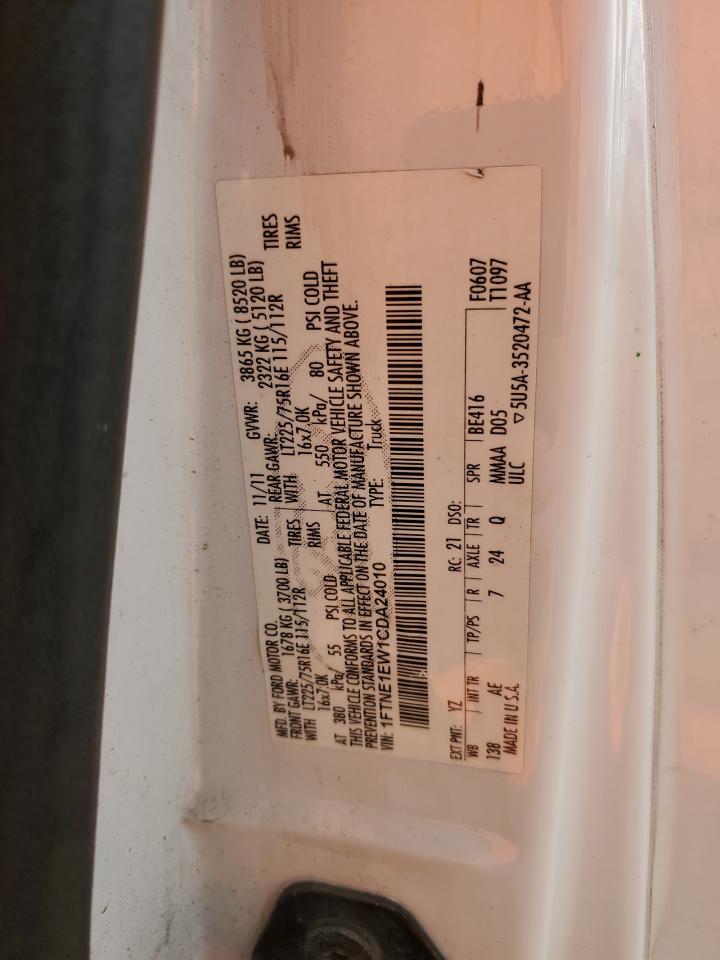 MFD. BY FORD MOTOR CO.
DATE: 11/11 GVWR: 3865 KG ( 8520 LB)
FRONT GAWR: 1678 KG ( 3700 LB) REAR GAWR: 2322 KG ( 5120 LB)
WITH LT225/75R16E 115/112R TIRES WITH LT225/75R16E 115/112R TIRES
16x7.0K RIMS 16x7.0K RIMS
AT 380 kPa/ 55 PSI COLD AT 550 kPa/ 80 PSI COLD
THIS VEHICLE CONFORMS TO ALL APPLICABLE FEDERAL MOTOR VEHICLE SAFETY AND THEFT
PREVENTION STANDARDS IN EFFECT ON THE DATE OF MANUFACTURE SHOWN ABOVE.
VIN: 1FTNE1EW1CDA24010 TYPE: Truck
EXT PNT: YZ RC: 21 DSO: F0607
WB INT TR TP/PS R AXLE TR SPR BE416 T1097
138 AE 7 24 Q MMAA D05
MADE IN U.S.A. ULC ▽5U5A-3520472-AA